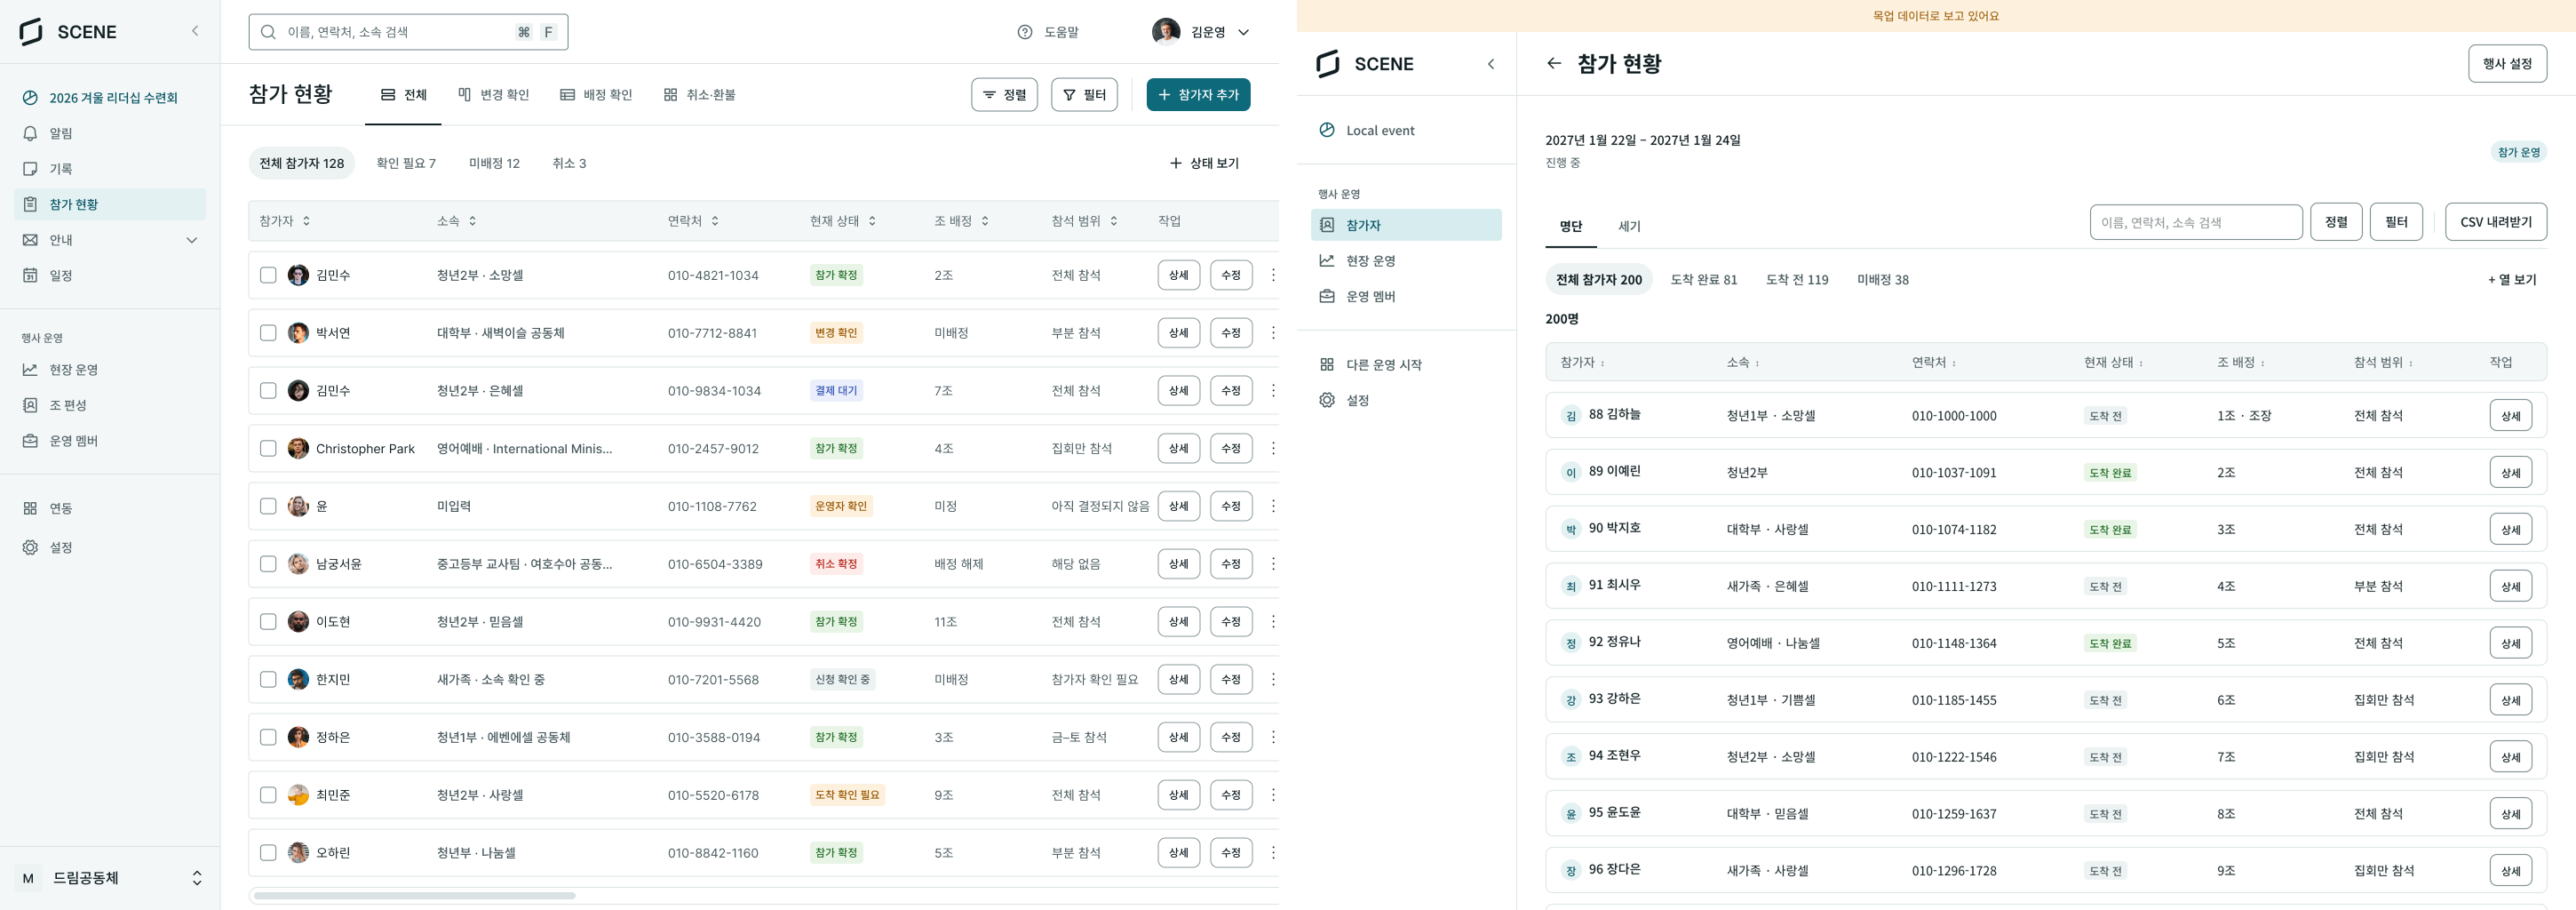 SCENE
2026 겨울 리더십 수련회
알림
기록
참가 현황
안내
일정
행사 운영
현장 운영
조 편성
운영 멤버
연동
설정
M 드림공동체
이름, 연락처, 소속 검색 ⌘ F
도움말
김운영
참가 현황 전체 변경 확인 배정 확인 취소·환불 정렬 필터 + 참가자 추가
전체 참가자 128 확인 필요 7 미배정 12 취소 3 + 상태 보기
참가자 소속 연락처 현재 상태 조 배정 참석 범위 작업
김민수 청년2부 · 소망셀 010-4821-1034 참가 확정 2조 전체 참석 상세 수정
박서연 대학부 · 새벽이슬 공동체 010-7712-8841 변경 확인 미배정 부분 참석 상세 수정
김민수 청년2부 · 은혜셀 010-9834-1034 결제 대기 7조 전체 참석 상세 수정
Christopher Park 영어예배 · International Minis... 010-2457-9012 참가 확정 4조 집회만 참석 상세 수정
윤 미입력 010-1108-7762 운영자 확인 미정 아직 결정되지 않음 상세 수정
남궁서윤 중고등부 교사팀 · 여호수아 공동... 010-6504-3389 취소 확정 배정 해제 해당 없음 상세 수정
이도현 청년2부 · 믿음셀 010-9931-4420 참가 확정 11조 전체 참석 상세 수정
한지민 새가족 · 소속 확인 중 010-7201-5568 신청 확인 중 미배정 참가자 확인 필요 상세 수정
정하은 청년1부 · 에벤에셀 공동체 010-3588-0194 참가 확정 3조 금–토 참석 상세 수정
최민준 청년2부 · 사랑셀 010-5520-6178 도착 확인 필요 9조 전체 참석 상세 수정
오하린 청년부 · 나눔셀 010-8842-1160 참가 확정 5조 부분 참석 상세 수정
목업 데이터로 보고 있어요
SCENE
Local event
행사 운영
참가자
현장 운영
운영 멤버
다른 운영 시작
설정
← 참가 현황 행사 설정
2027년 1월 22일 – 2027년 1월 24일
진행 중
참가 운영
명단 세기 이름, 연락처, 소속 검색 정렬 필터 CSV 내려받기
전체 참가자 200 도착 완료 81 도착 전 119 미배정 38 + 열 보기
200명
참가자 소속 연락처 현재 상태 조 배정 참석 범위 작업
김 88 김하늘 청년1부 · 소망셀 010-1000-1000 도착 전 1조 · 조장 전체 참석 상세
이 89 이예린 청년2부 010-1037-1091 도착 완료 2조 전체 참석 상세
박 90 박지호 대학부 · 사랑셀 010-1074-1182 도착 완료 3조 전체 참석 상세
최 91 최시우 새가족 · 은혜셀 010-1111-1273 도착 전 4조 부분 참석 상세
정 92 정유나 영어예배 · 나눔셀 010-1148-1364 도착 완료 5조 전체 참석 상세
강 93 강하은 청년1부 · 기쁨셀 010-1185-1455 도착 전 6조 집회만 참석 상세
조 94 조현우 청년2부 · 소망셀 010-1222-1546 도착 전 7조 집회만 참석 상세
윤 95 윤도윤 대학부 · 믿음셀 010-1259-1637 도착 전 8조 전체 참석 상세
장 96 장다은 새가족 · 사랑셀 010-1296-1728 도착 전 9조 집회만 참석 상세